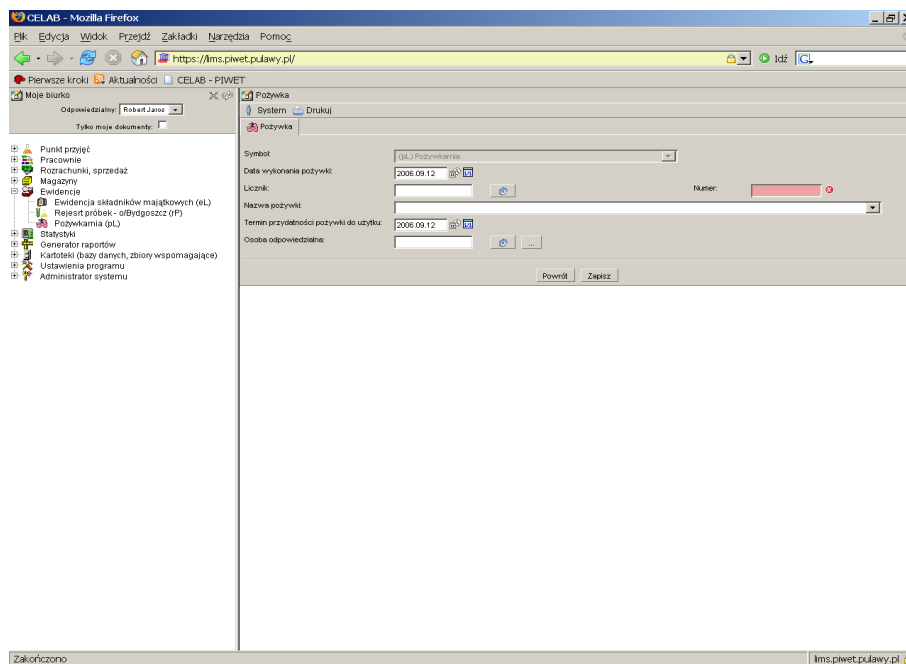 CELAB - Mozilla Firefox
Plik Edycja Widok Przejdź Zakładki Narzędzia Pomoc
https://lms.piwet.pulawy.pl/
Idź
G
Pierwsze kroki Aktualności CELAB - PIWET
Moje biurko
Odpowiedzialny: Robert Jaros
Tylko moje dokumenty:
Punkt przyjęć
Pracownie
Rozrachunki, sprzedaż
Magazyny
Ewidencje
Ewidencja składników majątkowych (eL)
Rejesrt próbek - o/Bydgoszcz (rP)
Pożywkarnia (pL)
Statystyki
Generator raportów
Kartoteki (bazy danych, zbiory wspomagające)
Ustawienia programu
Administrator systemu
Pożywka
System Drukuj
Pożywka
Symbol: (pL) Pożywkarnia
Data wykonania pożywki: 2006.09.12
Licznik: Numer:
Nazwa pożywki:
Termin przydatności pożywki do użytku: 2006.09.12
Osoba odpowiedzialna: ...
Powrót Zapisz
Zakończono
lms.piwet.pulawy.pl